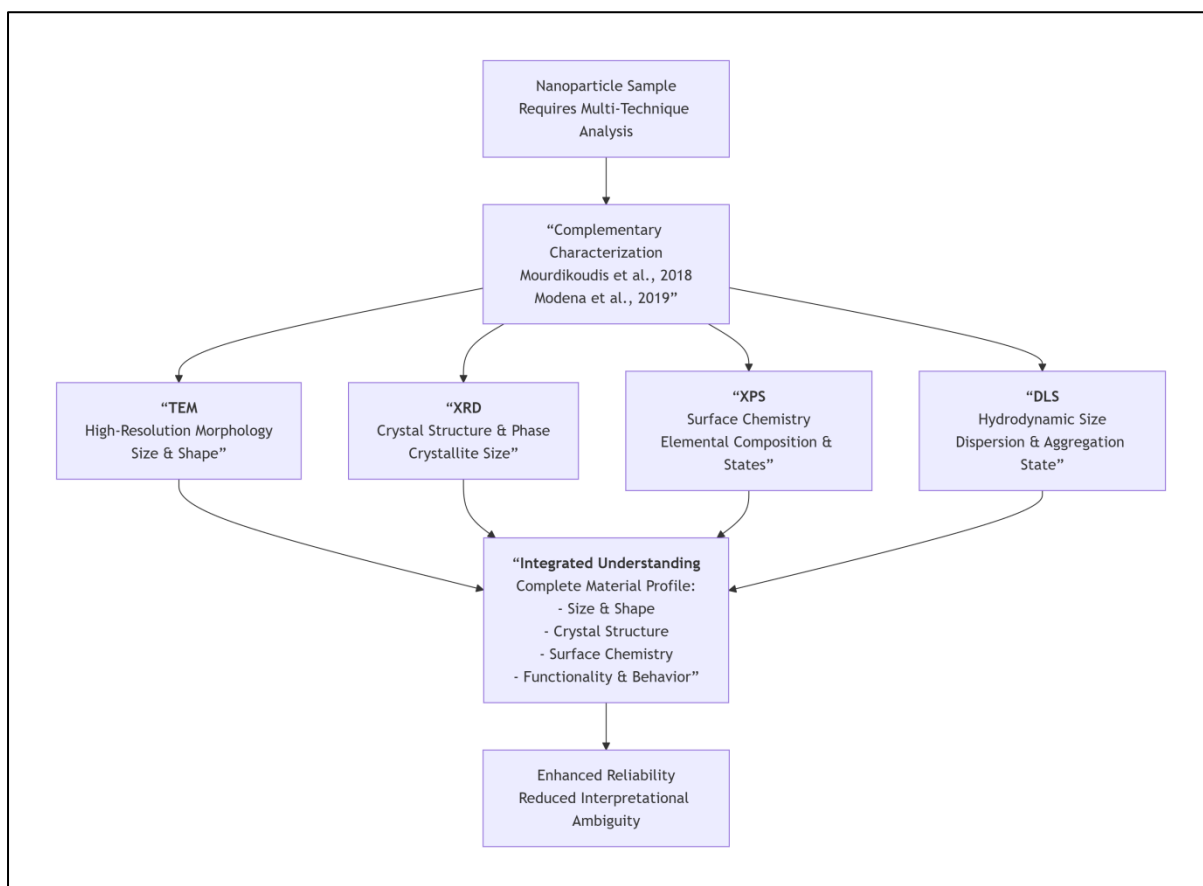 Nanoparticle Sample
Requires Multi-Technique
Analysis
“Complementary
Characterization
Mourdikoudis et al., 2018
Modena et al., 2019”
“TEM
High-Resolution Morphology
Size & Shape”
“XRD
Crystal Structure & Phase
Crystallite Size”
“XPS
Surface Chemistry
Elemental Composition &
States”
“DLS
Hydrodynamic Size
Dispersion & Aggregation
State”
“Integrated Understanding
Complete Material Profile:
- Size & Shape
- Crystal Structure
- Surface Chemistry
- Functionality & Behavior”
Enhanced Reliability
Reduced Interpretational
Ambiguity